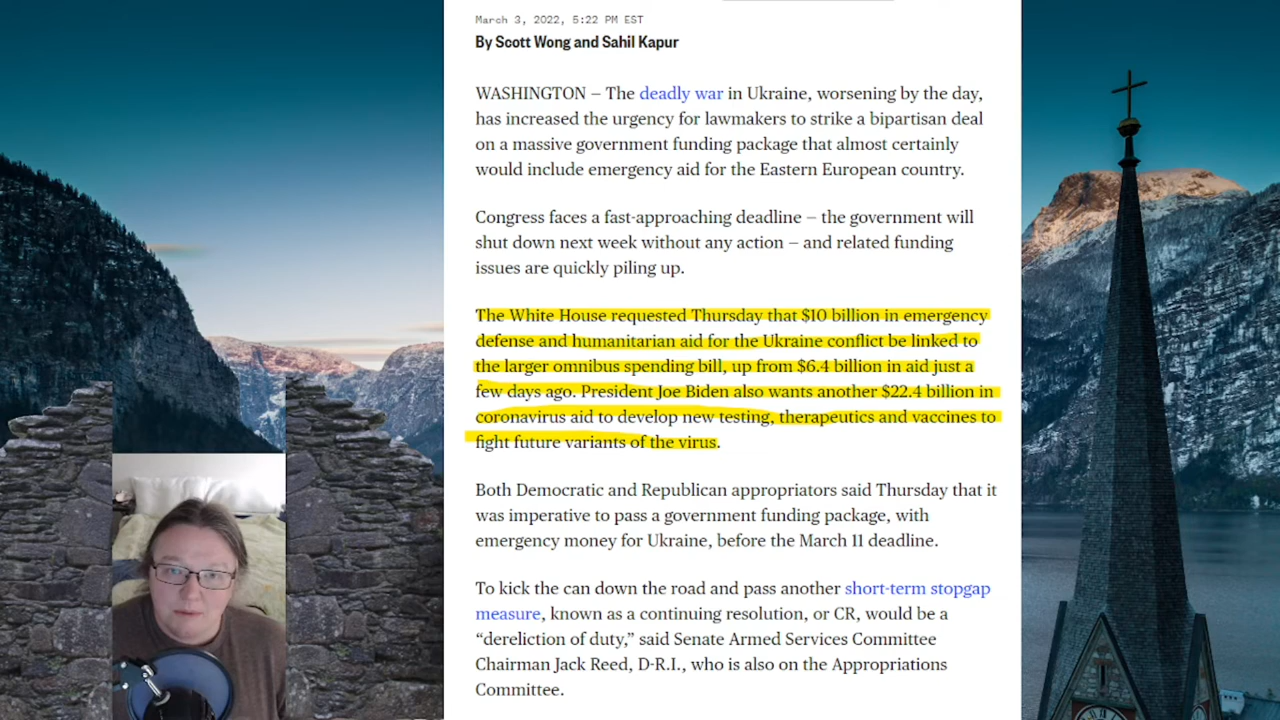 March 3, 2022, 5:22 PM EST
By Scott Wong and Sahil Kapur
WASHINGTON — The deadly war in Ukraine, worsening by the day,
has increased the urgency for lawmakers to strike a bipartisan deal
on a massive government funding package that almost certainly
would include emergency aid for the Eastern European country.
Congress faces a fast-approaching deadline — the government will
shut down next week without any action — and related funding
issues are quickly piling up.
The White House requested Thursday that $10 billion in emergency
defense and humanitarian aid for the Ukraine conflict be linked to
the larger omnibus spending bill, up from $6.4 billion in aid just a
few days ago. President Joe Biden also wants another $22.4 billion in
coronavirus aid to develop new testing, therapeutics and vaccines to
fight future variants of the virus.
Both Democratic and Republican appropriators said Thursday that it
was imperative to pass a government funding package, with
emergency money for Ukraine, before the March 11 deadline.
To kick the can down the road and pass another short-term stopgap
measure, known as a continuing resolution, or CR, would be a
“dereliction of duty,” said Senate Armed Services Committee
Chairman Jack Reed, D-R.I., who is also on the Appropriations
Committee.